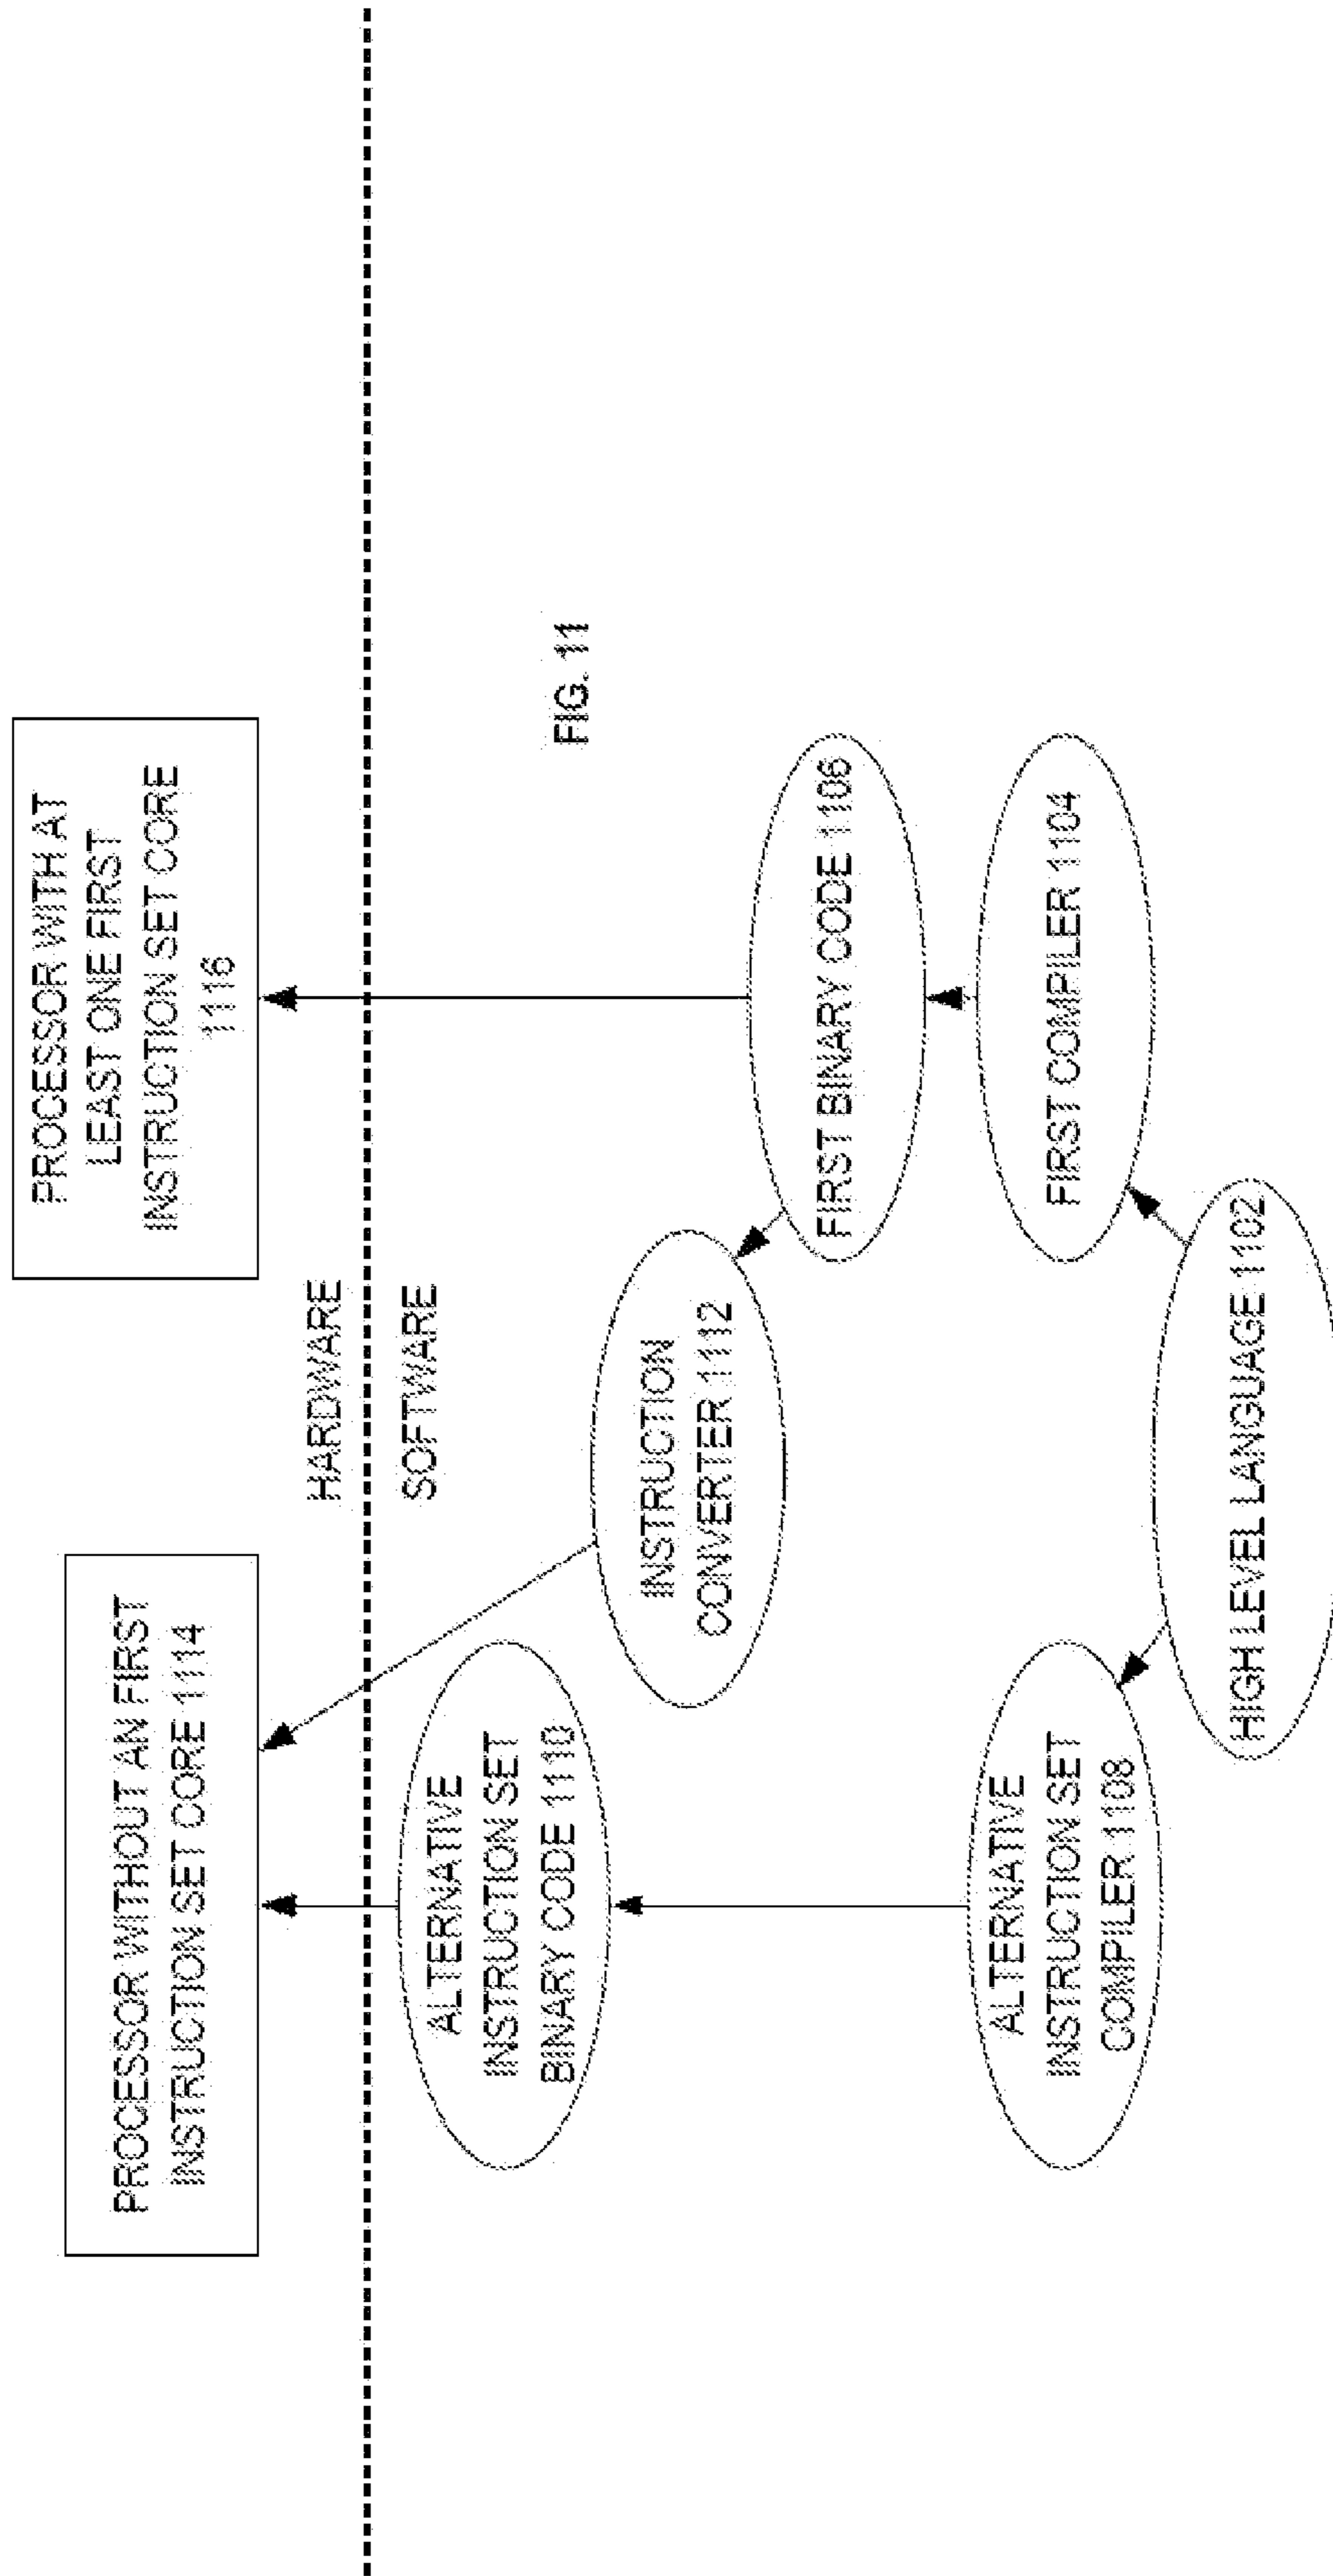 PROCESSOR WITHOUT AN FIRST
INSTRUCTION SET CORE 1114
PROCESSOR WITH AT
LEAST ONE FIRST
INSTRUCTION SET CORE
1116
HARDWARE
SOFTWARE
ALTERNATIVE
INSTRUCTION SET
BINARY CODE 1110
INSTRUCTION
CONVERTER 1112
FIG. 11
FIRST BINARY CODE 1106
ALTERNATIVE
INSTRUCTION SET
COMPILER 1108
FIRST COMPILER 1104
HIGH LEVEL LANGUAGE 1102